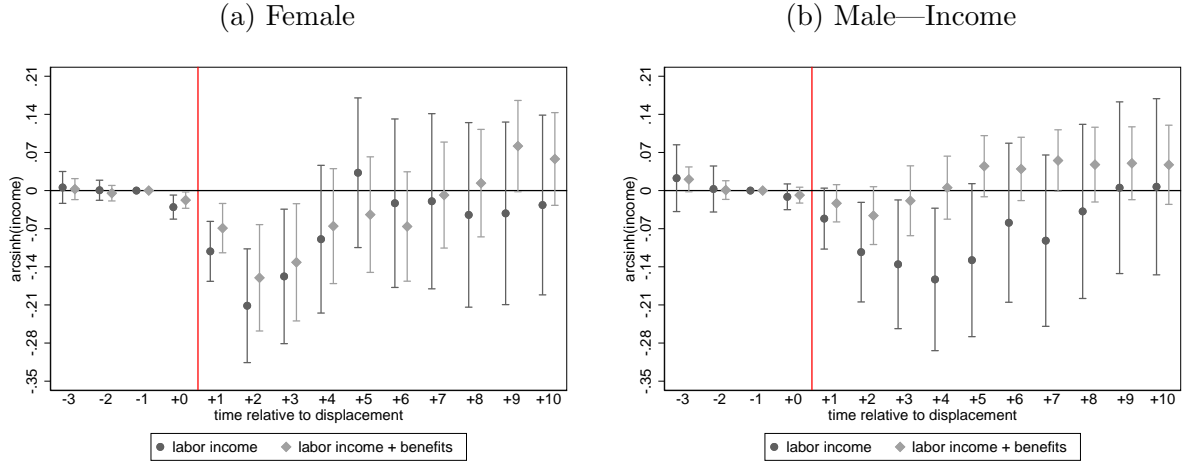 (a) Female
arcsinh(income)
.21
.14
.07
0
-.07
-.14
-.21
-.28
-.35
-3 -2 -1 +0 +1 +2 +3 +4 +5 +6 +7 +8 +9 +10
time relative to displacement
labor income labor income + benefits
(b) Male—Income
arcsinh(income)
.21
.14
.07
0
-.07
-.14
-.21
-.28
-.35
-3 -2 -1 +0 +1 +2 +3 +4 +5 +6 +7 +8 +9 +10
time relative to displacement
labor income labor income + benefits